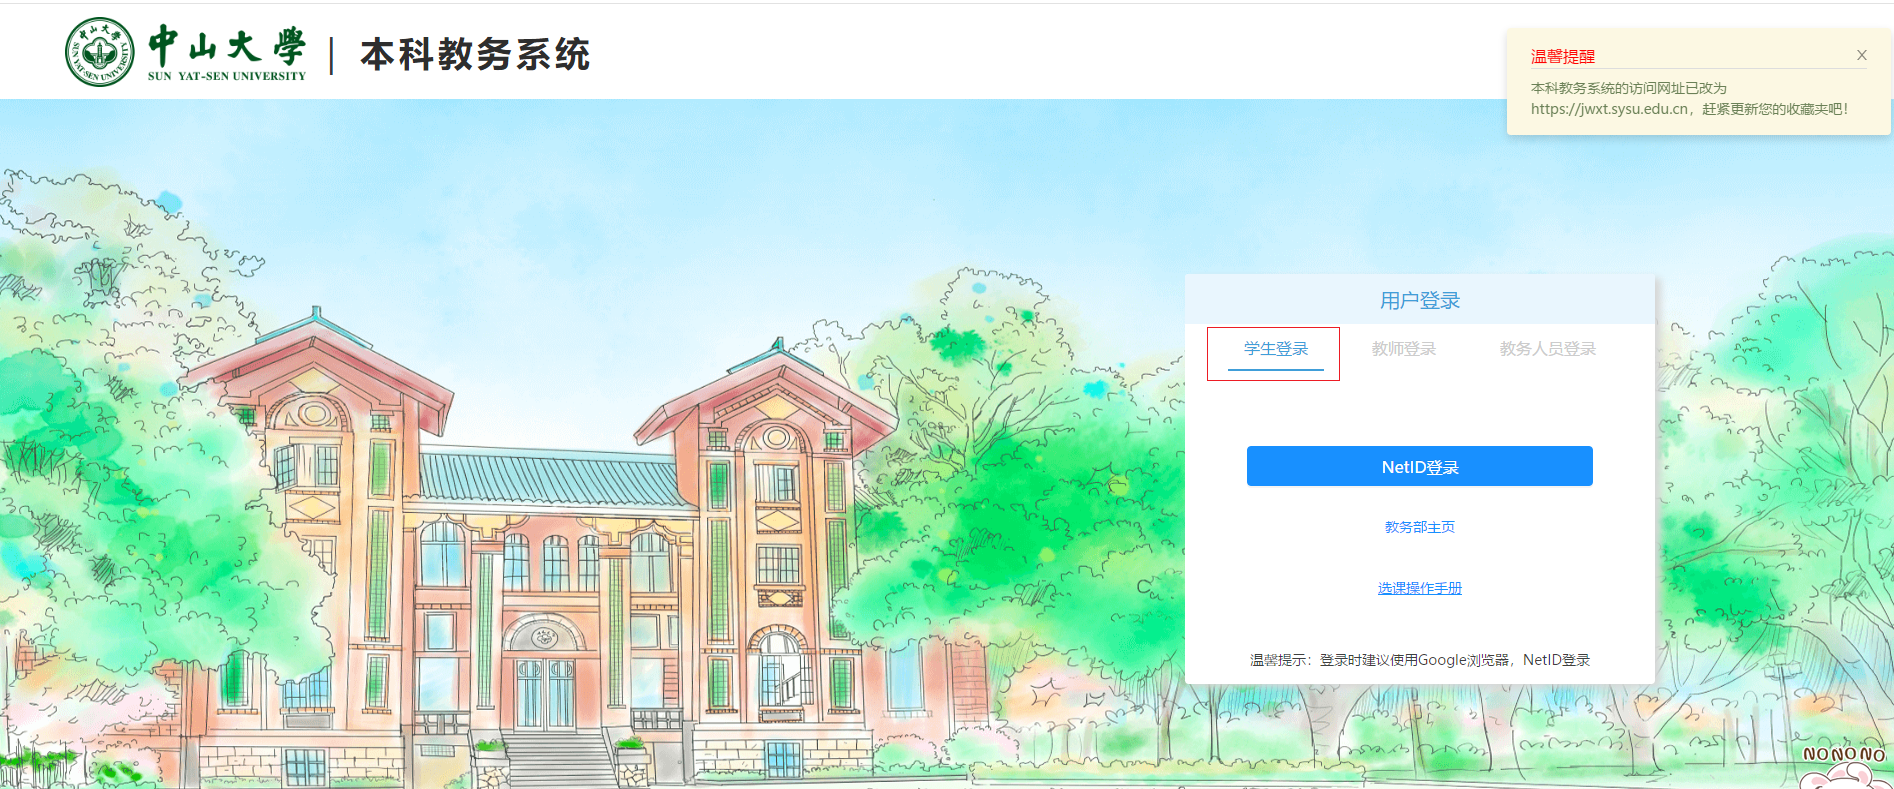 中山大學
SUN YAT-SEN UNIVERSITY
本科教务系统
温馨提醒
本科教务系统的访问网址已改为
https://jwxt.sysu.edu.cn，赶紧更新您的收藏夹吧！
用户登录
学生登录 教师登录 教务人员登录
NetID登录
教务部主页
选课操作手册
温馨提示：登录时建议使用Google浏览器，NetID登录
NO NO NO